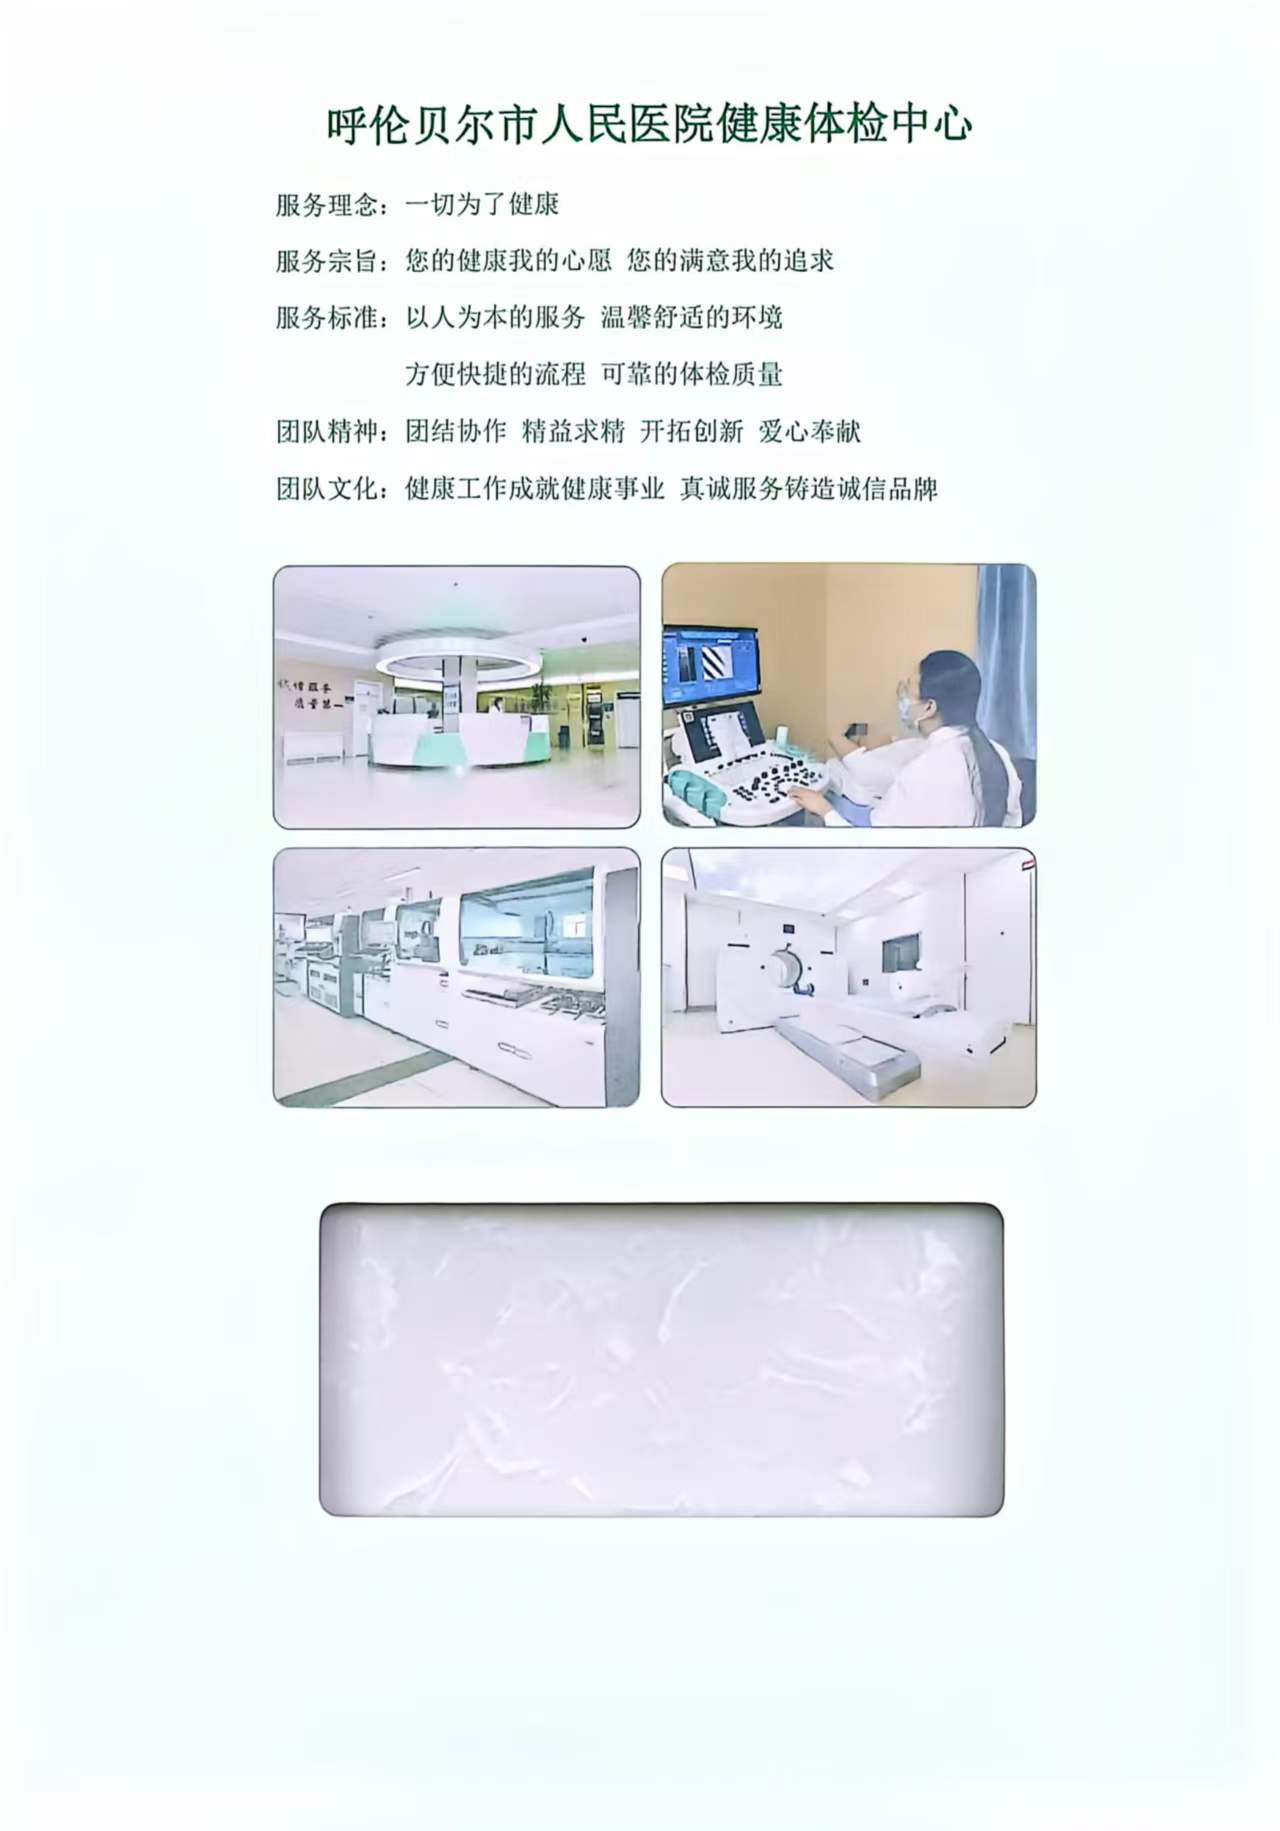 呼伦贝尔市人民医院健康体检中心
服务理念：一切为了健康
服务宗旨：您的健康我的心愿 您的满意我的追求
服务标准：以人为本的服务 温馨舒适的环境
方便快捷的流程 可靠的体检质量
团队精神：团结协作 精益求精 开拓创新 爱心奉献
团队文化：健康工作成就健康事业 真诚服务铸造诚信品牌
服务
质量第一